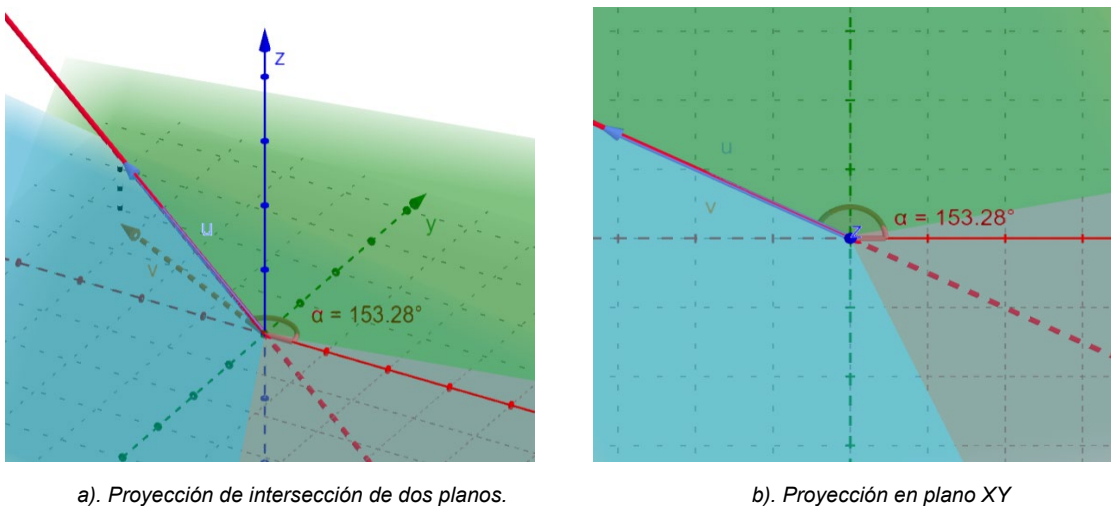 z
y
u
v
α = 153.28°
u
v
z
α = 153.28°
a). Proyección de intersección de dos planos.
b). Proyección en plano XY